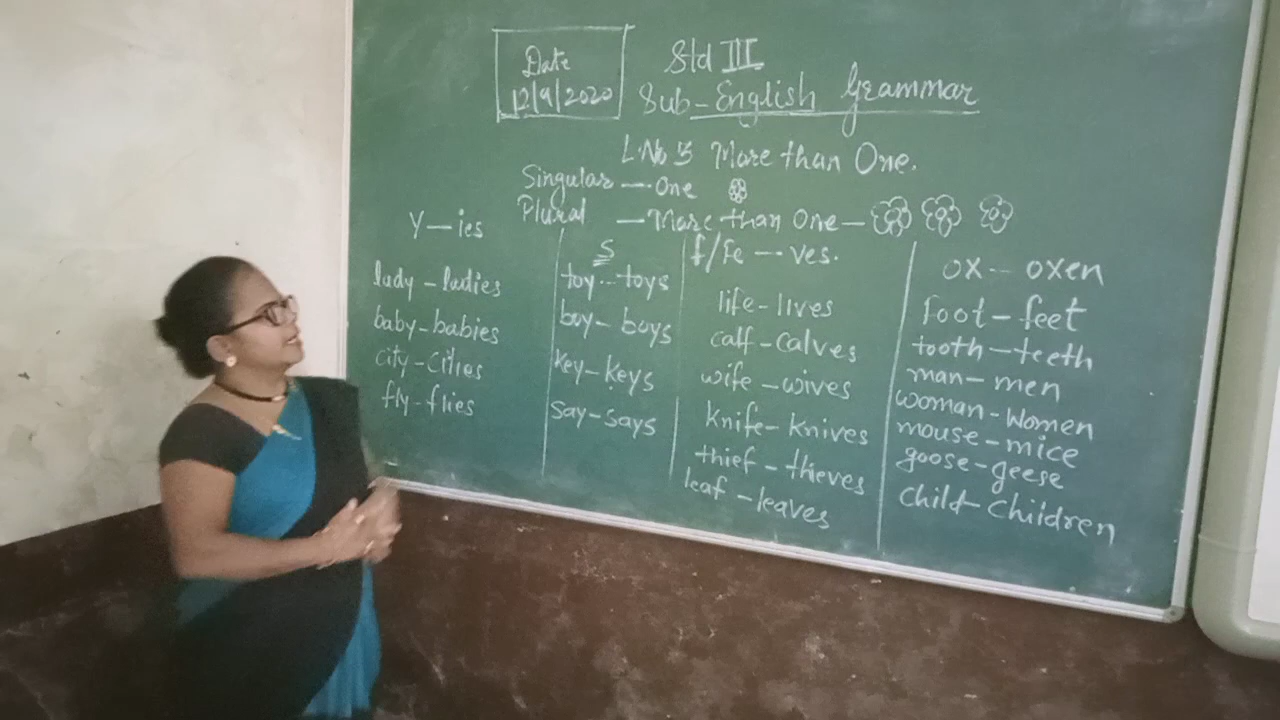 Date
12/9/2020
Std III
Sub-English Grammar
L.No 5 More than One.
Singular — One
Plural — More than One —
Y — ies
lady - ladies
baby - babies
city - cities
fly - flies
S
toy - toys
boy - boys
key - keys
say - says
f/fe — ves.
life - lives
calf - calves
wife - wives
knife - knives
thief - thieves
leaf - leaves
ox - oxen
foot - feet
tooth - teeth
man - men
woman - women
mouse - mice
goose - geese
child - children